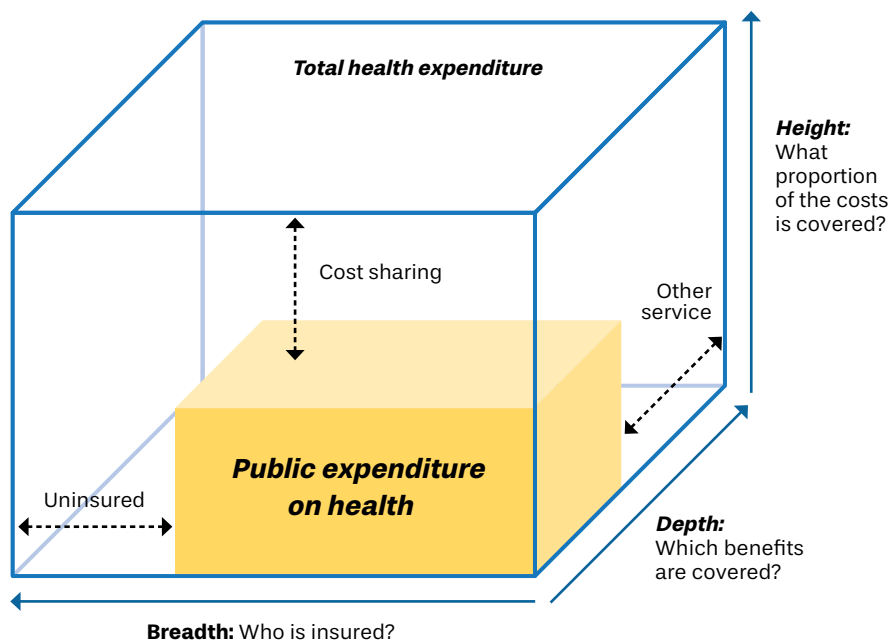 Total health expenditure
Height:
What
proportion
of the costs
is covered?
Cost sharing
Other
service
Public expenditure
on health
Uninsured
Depth:
Which benefits
are covered?
Breadth: Who is insured?